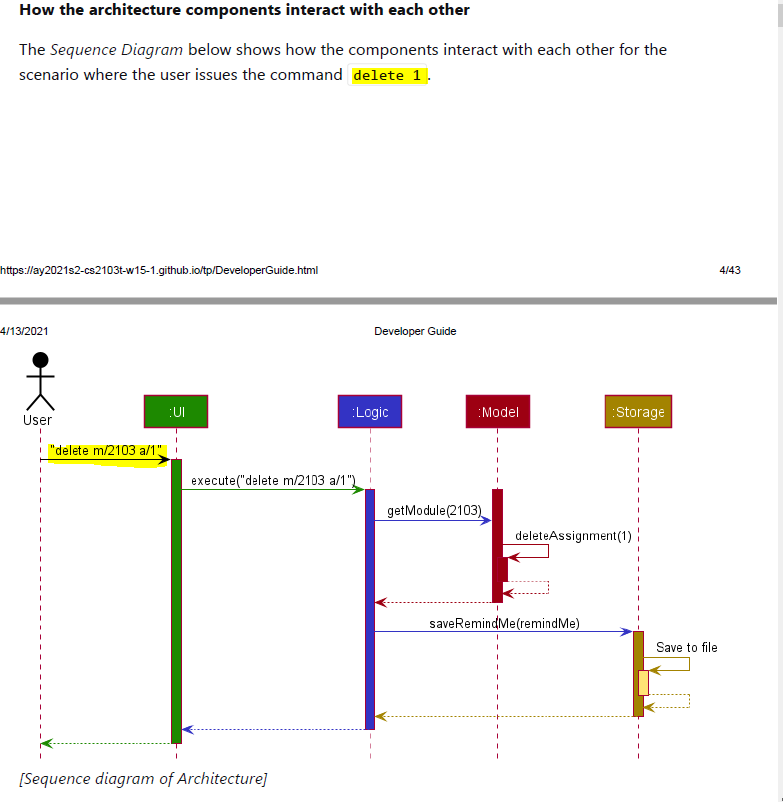 How the architecture components interact with each other
The Sequence Diagram below shows how the components interact with each other for the
scenario where the user issues the command delete 1.
https://ay2021s2-cs2103t-w15-1.github.io/tp/DeveloperGuide.html
4/43
4/13/2021
Developer Guide
User
:UI
:Logic
:Model
:Storage
"delete m/2103 a/1"
execute("delete m/2103 a/1")
getModule(2103)
deleteAssignment(1)
saveRemindMe(remindMe)
Save to file
[Sequence diagram of Architecture]